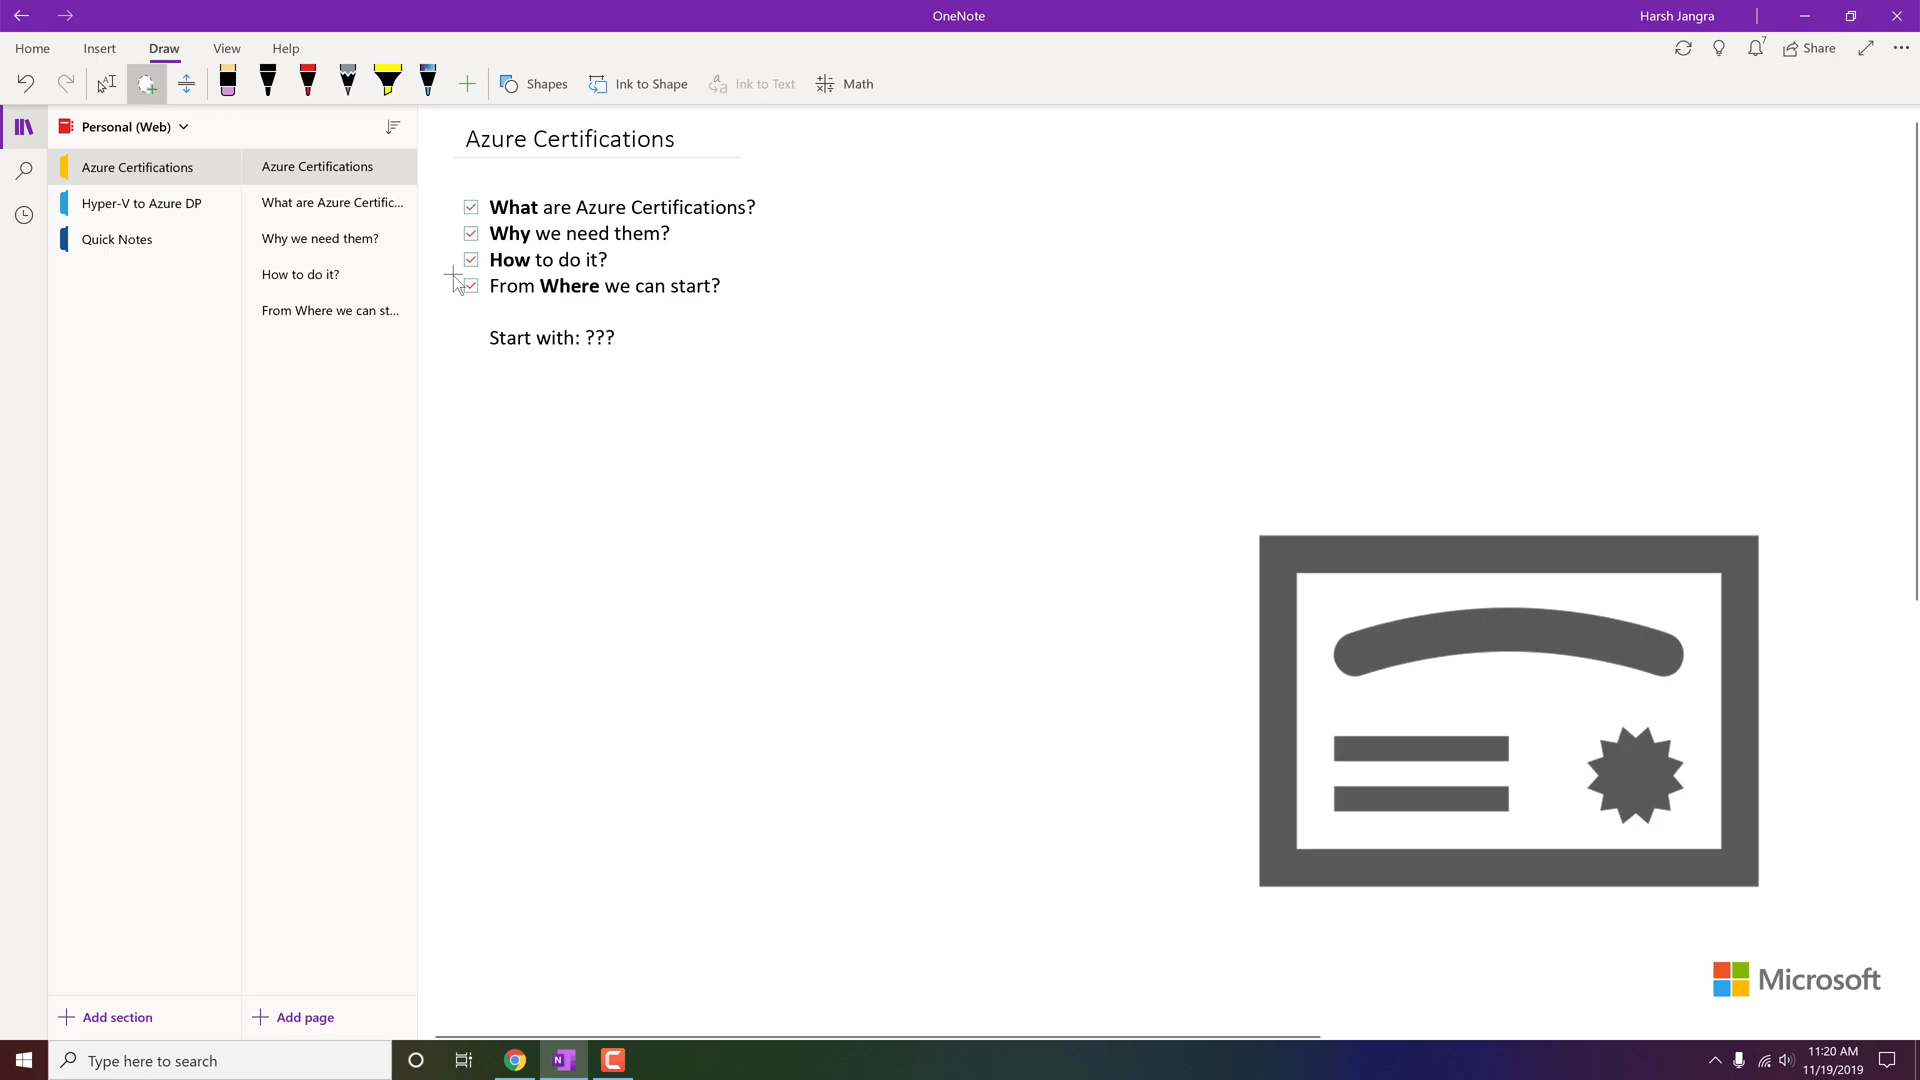 OneNote
Harsh Jangra
Home
Insert
Draw
View
Help
7
Share
Shapes
Ink to Shape
Ink to Text
Math
Personal (Web)
Azure Certifications
Hyper-V to Azure DP
Quick Notes
Azure Certifications
What are Azure Certific...
Why we need them?
How to do it?
From Where we can st...
Azure Certifications
What are Azure Certifications?
Why we need them?
How to do it?
From Where we can start?
Start with: ???
Microsoft
Add section
Add page
Type here to search
11:20 AM
11/19/2019